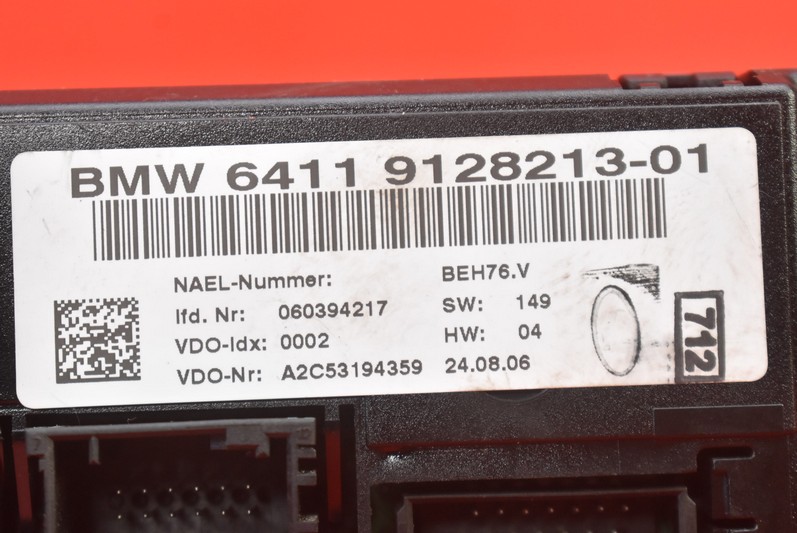 BMW 6411 9128213-01
NAEL-Nummer: BEH76.V
lfd. Nr: 060394217 SW: 149
VDO-Idx: 0002 HW: 04
VDO-Nr: A2C53194359 24.08.06
712